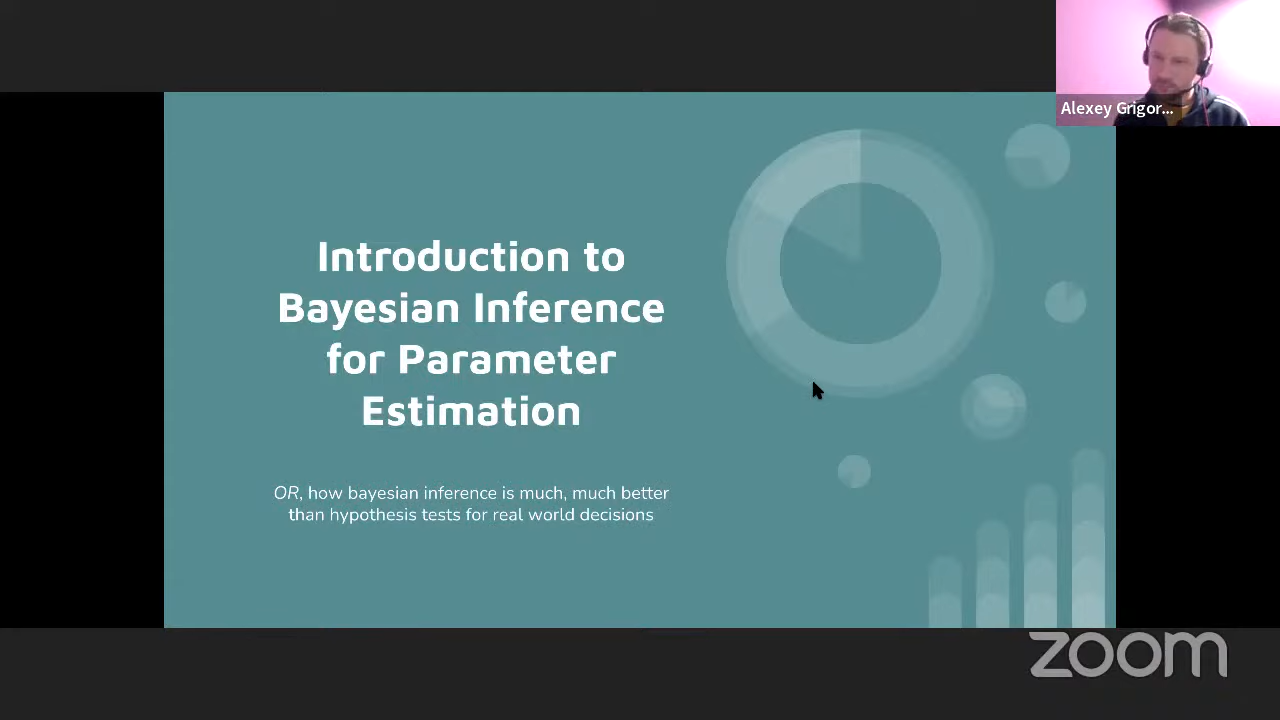 Alexey Grigor...
Introduction to
Bayesian Inference
for Parameter
Estimation
OR, how bayesian inference is much, much better
than hypothesis tests for real world decisions
zoom